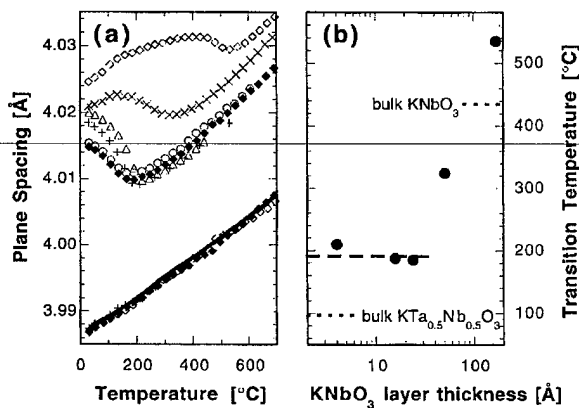 (a)
4.03
4.02
4.01
4.00
3.99
Plane Spacing [Å]
0 200 400 600
Temperature [°C]
(b)
bulk KNbO3
bulk KTa0.5Nb0.5O3
500
400
300
200
100
Transition Temperature [°C]
10 100
KNbO3 layer thickness [Å]